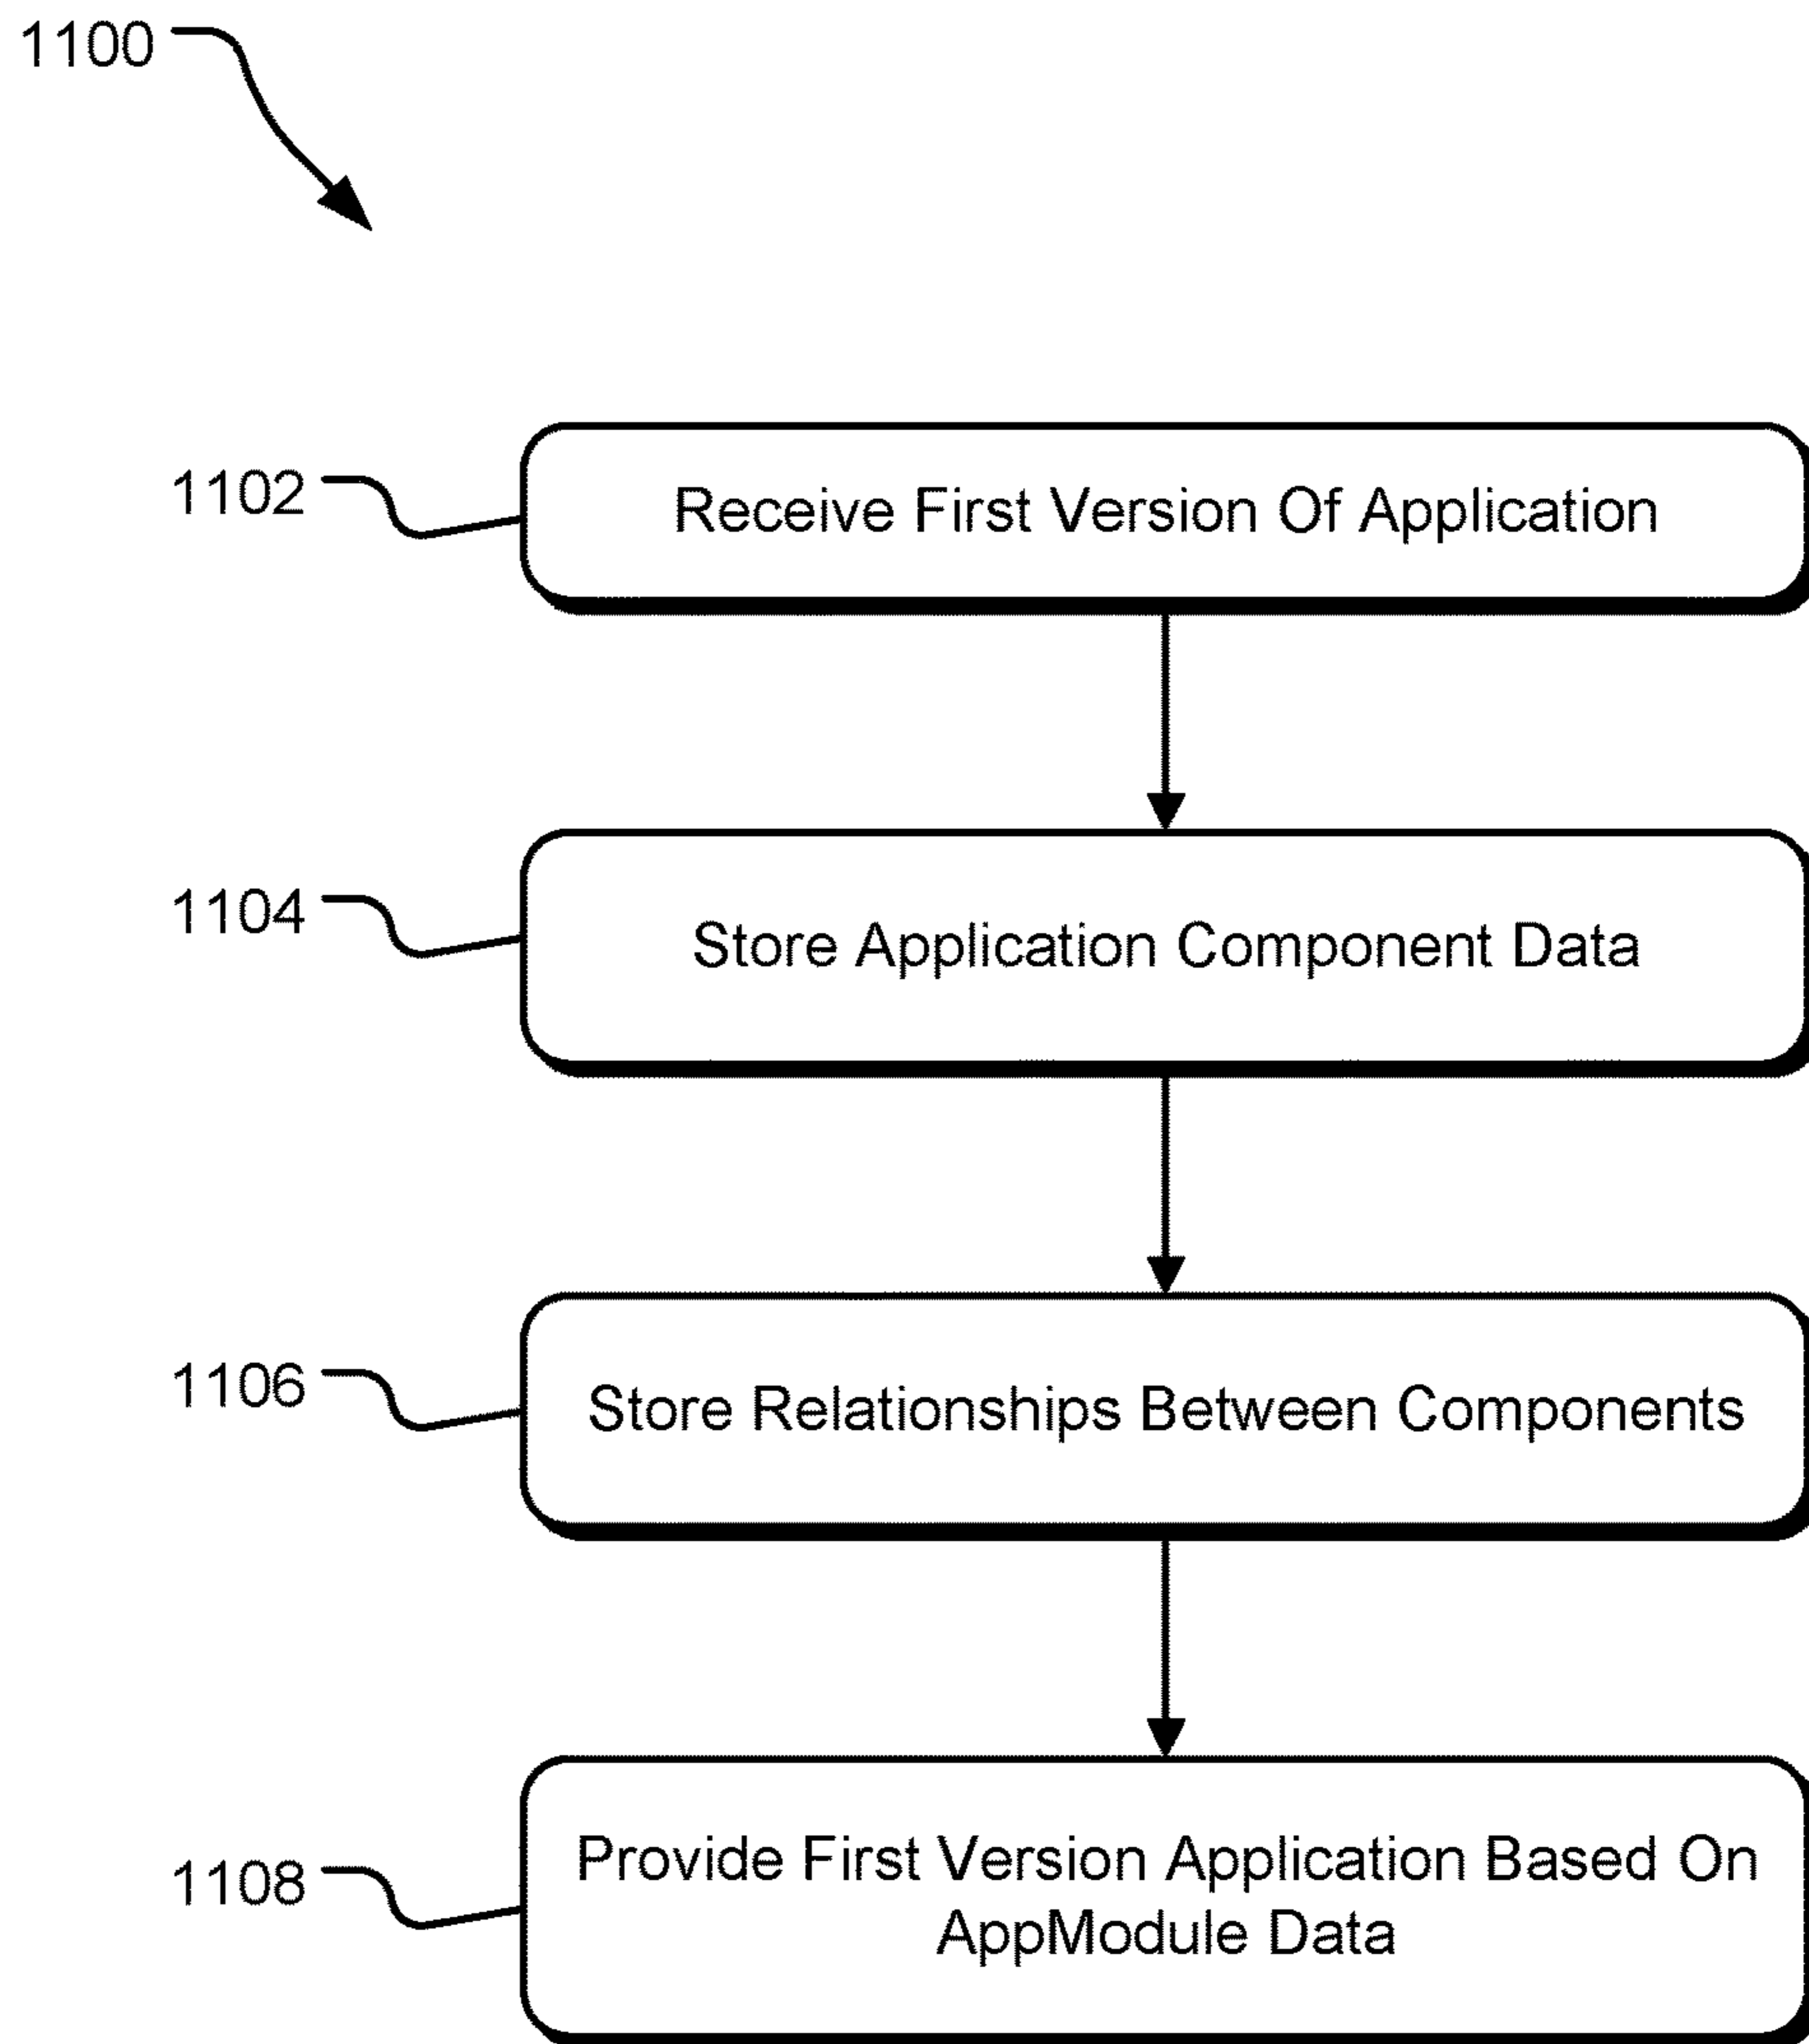 1100
1102
Receive First Version Of Application
1104
Store Application Component Data
1106
Store Relationships Between Components
1108
Provide First Version Application Based On
AppModule Data